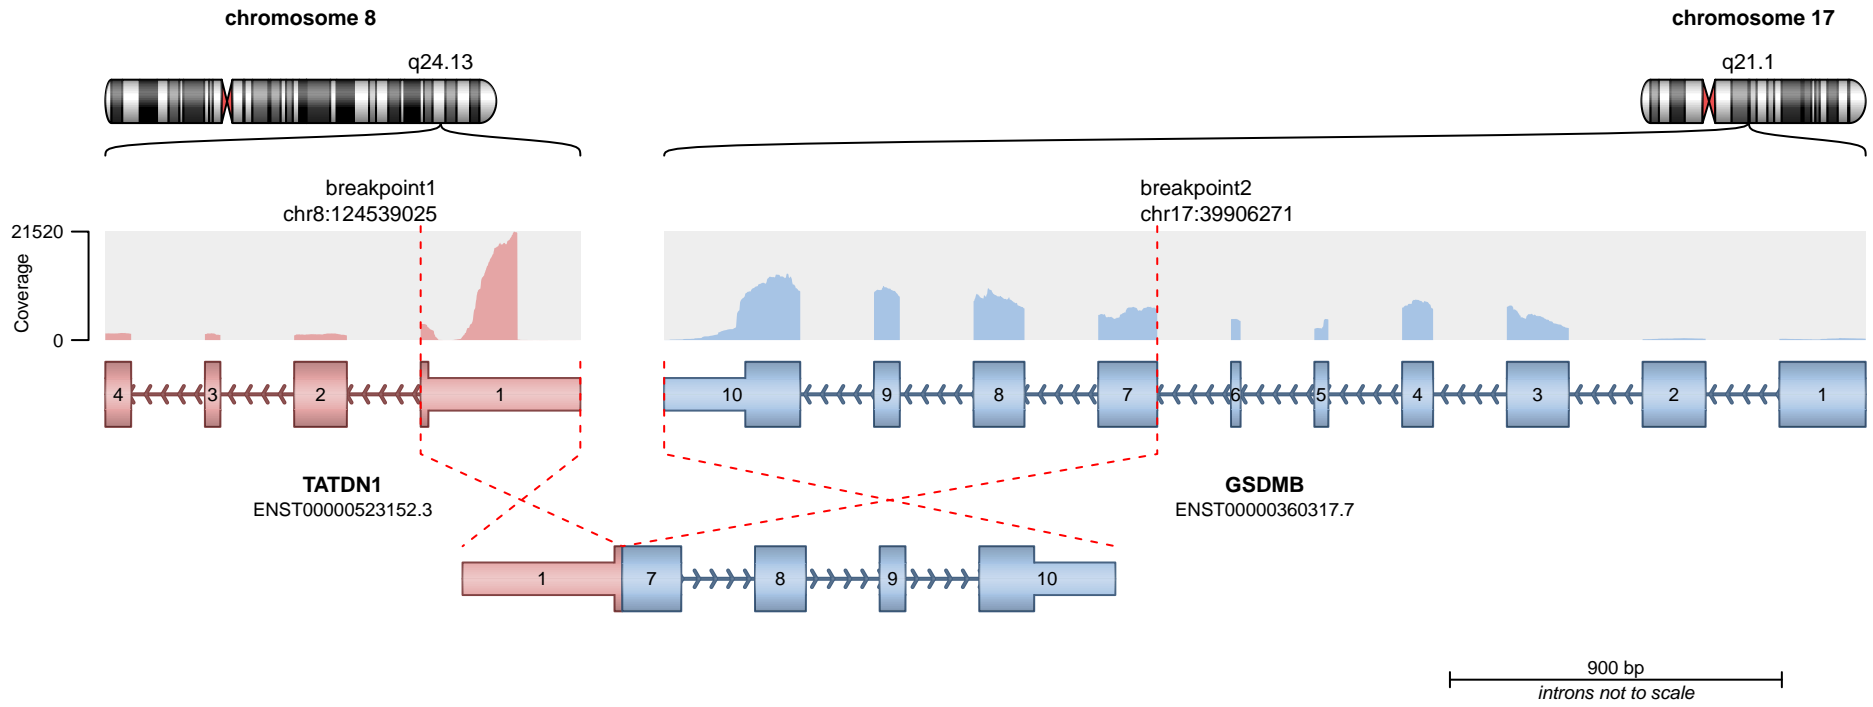 chromosome 8
chromosome 17
q24.13
q21.1
breakpoint1
chr8:124539025
breakpoint2
chr17:39906271
21520
0
Coverage
4 3 2 1
10 9 8 7 6 5 4 3 2 1
TATDN1
ENST00000523152.3
GSDMB
ENST00000360317.7
1 7 8 9 10
900 bp
introns not to scale